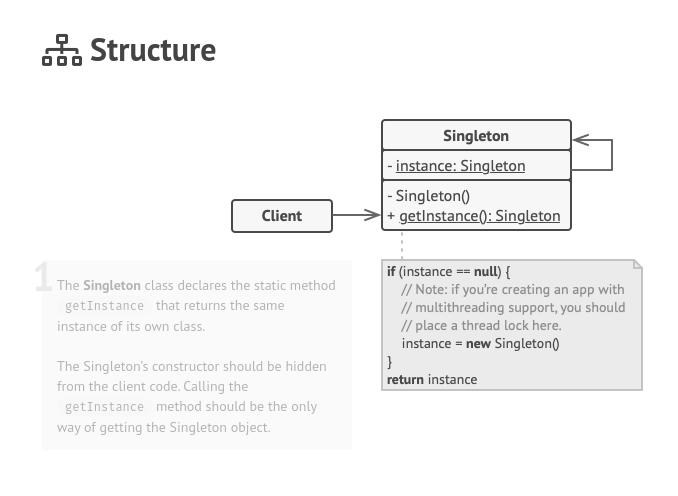 Structure
Singleton
- instance: Singleton
- Singleton()
+ getInstance(): Singleton
Client
1
The Singleton class declares the static method
getInstance that returns the same
instance of its own class.
The Singleton's constructor should be hidden
from the client code. Calling the
getInstance method should be the only
way of getting the Singleton object.
if (instance == null) {
// Note: if you're creating an app with
// multithreading support, you should
// place a thread lock here.
instance = new Singleton()
}
return instance